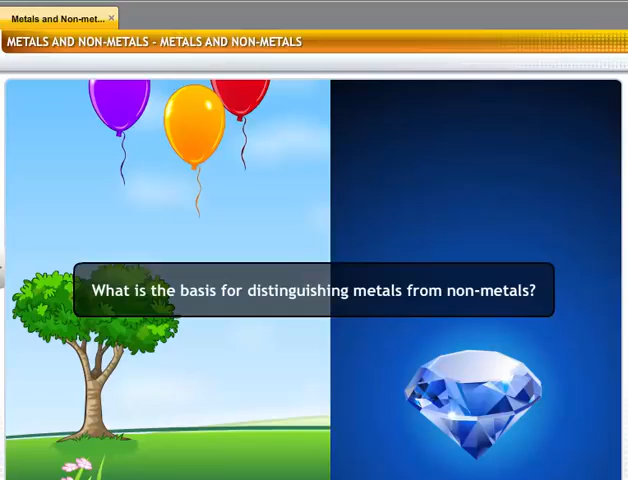 Metals and Non-met...
METALS AND NON-METALS - METALS AND NON-METALS
What is the basis for distinguishing metals from non-metals?